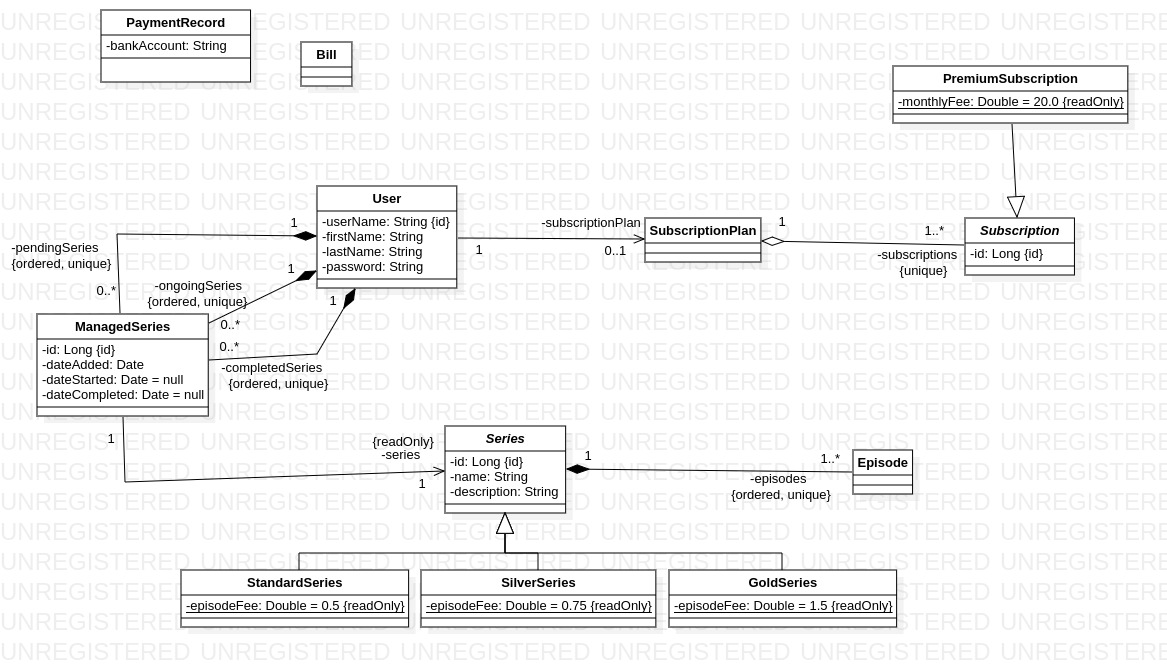 PaymentRecord
-bankAccount: String
Bill
PremiumSubscription
-monthlyFee: Double = 20.0 {readOnly}
User
-userName: String {id}
-firstName: String
-lastName: String
-password: String
1
-pendingSeries
{ordered, unique}
0..*
1
-ongoingSeries
{ordered, unique}
0..*
1
0..*
-completedSeries
{ordered, unique}
1
-subscriptionPlan
0..1
SubscriptionPlan
1
1..*
-subscriptions
{unique}
Subscription
-id: Long {id}
ManagedSeries
-id: Long {id}
-dateAdded: Date
-dateStarted: Date = null
-dateCompleted: Date = null
1
{readOnly}
-series
1
Series
-id: Long {id}
-name: String
-description: String
1
1..*
-episodes
{ordered, unique}
Episode
StandardSeries
-episodeFee: Double = 0.5 {readOnly}
SilverSeries
-episodeFee: Double = 0.75 {readOnly}
GoldSeries
-episodeFee: Double = 1.5 {readOnly}
UNREGISTERED